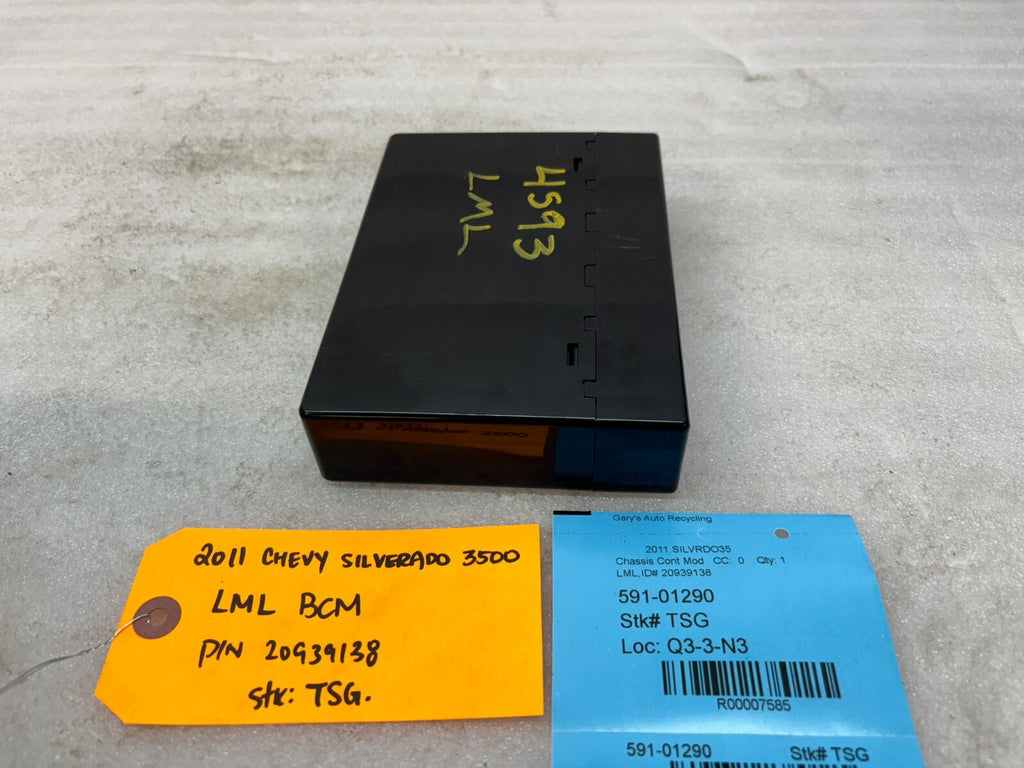 4593
LML
2011 CHEVY SILVERADO 3500
LML BCM
P/N 20939138
stk: TSG.
Gary's Auto Recycling
2011 SILVRDO35
Chassis Cont Mod CC: 0 Qty: 1
LML,ID# 20939138
591-01290
Stk# TSG
Loc: Q3-3-N3
R00007585
591-01290 Stk# TSG